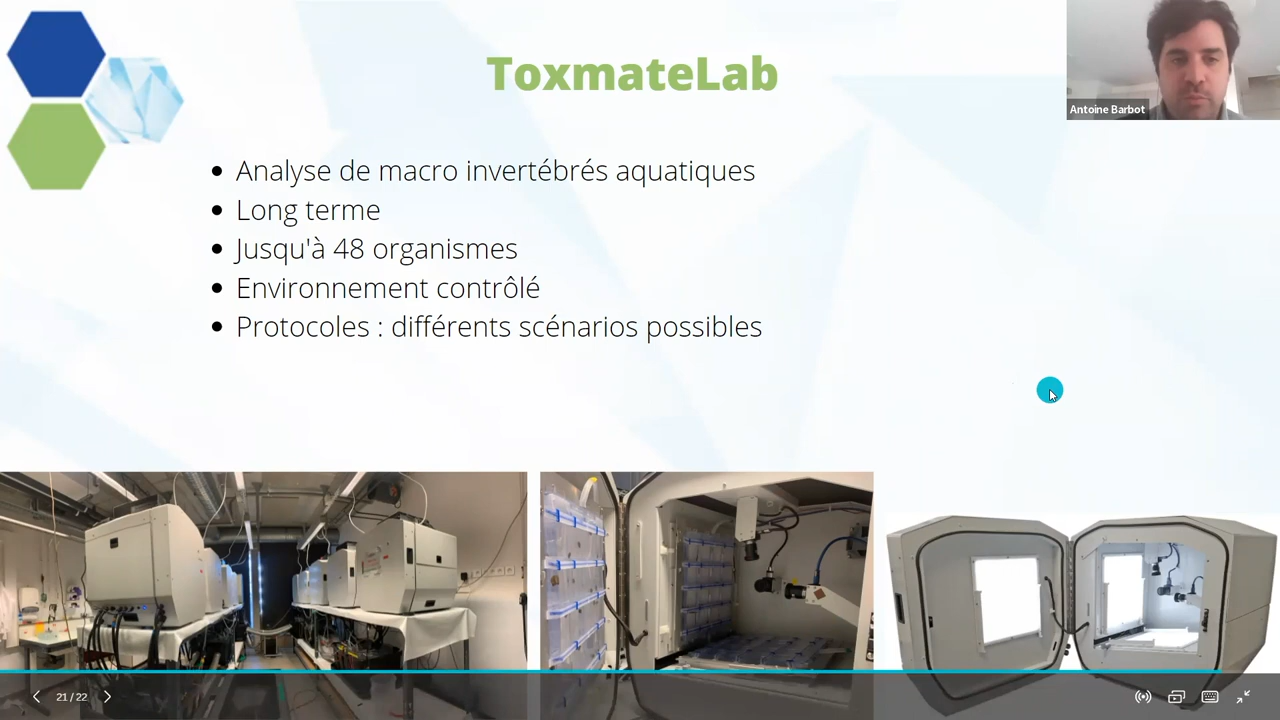 ToxmateLab
Antoine Barbot
Analyse de macro invertébrés aquatiques
Long terme
Jusqu'à 48 organismes
Environnement contrôlé
Protocoles : différents scénarios possibles
21 / 22